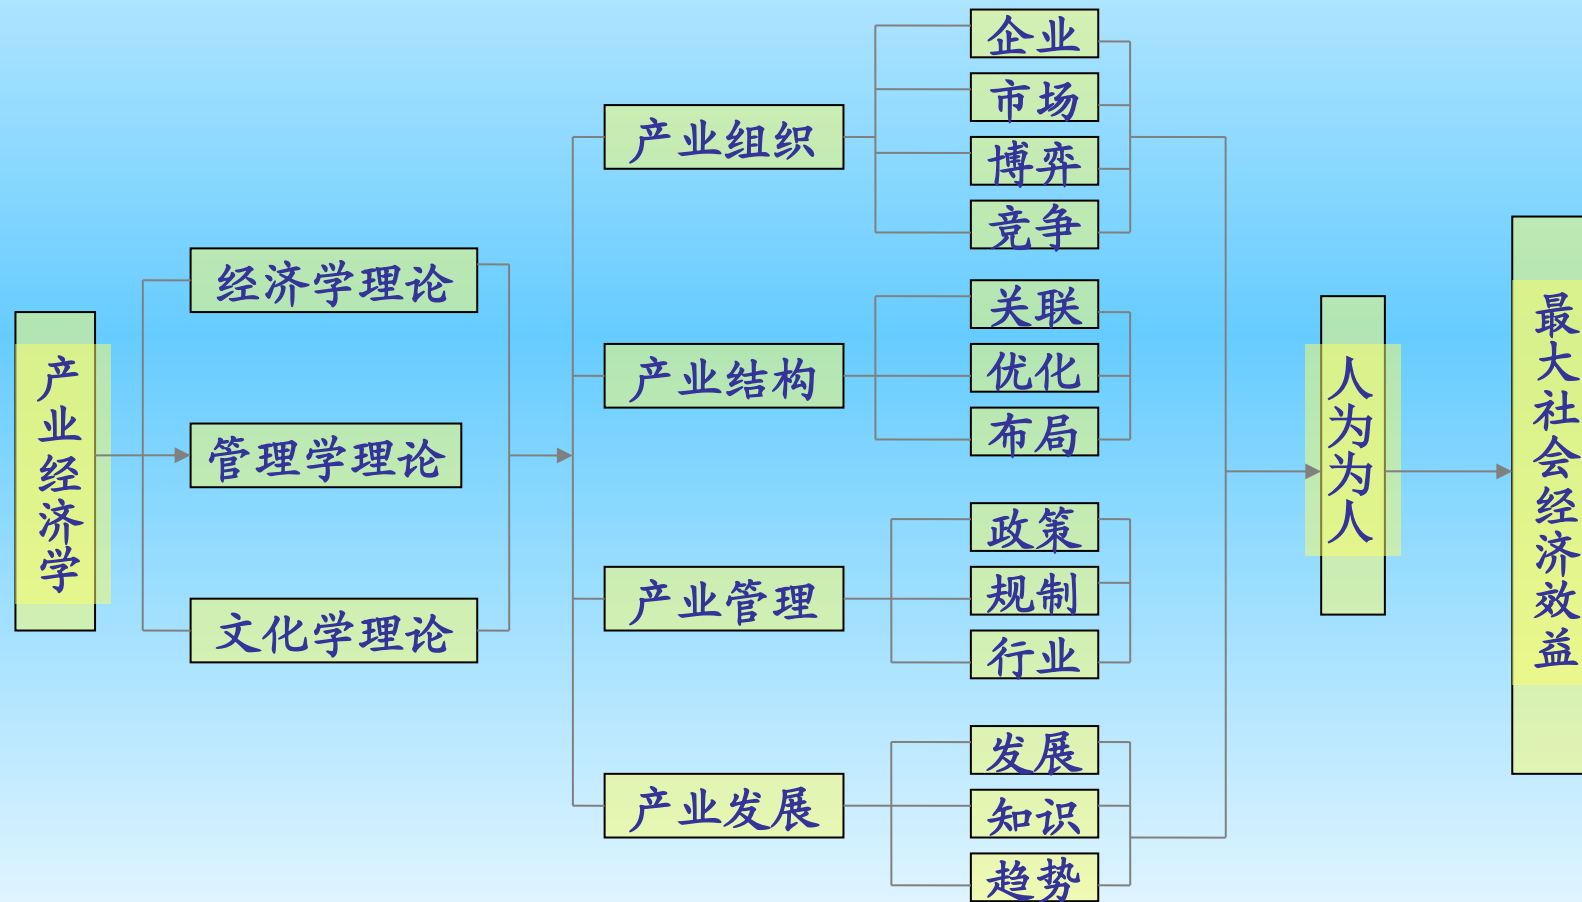 产业经济学
经济学理论
管理学理论
文化学理论
产业组织
产业结构
产业管理
产业发展
企业
市场
博弈
竞争
关联
优化
布局
政策
规制
行业
发展
知识
趋势
人为为人
最大社会经济效益